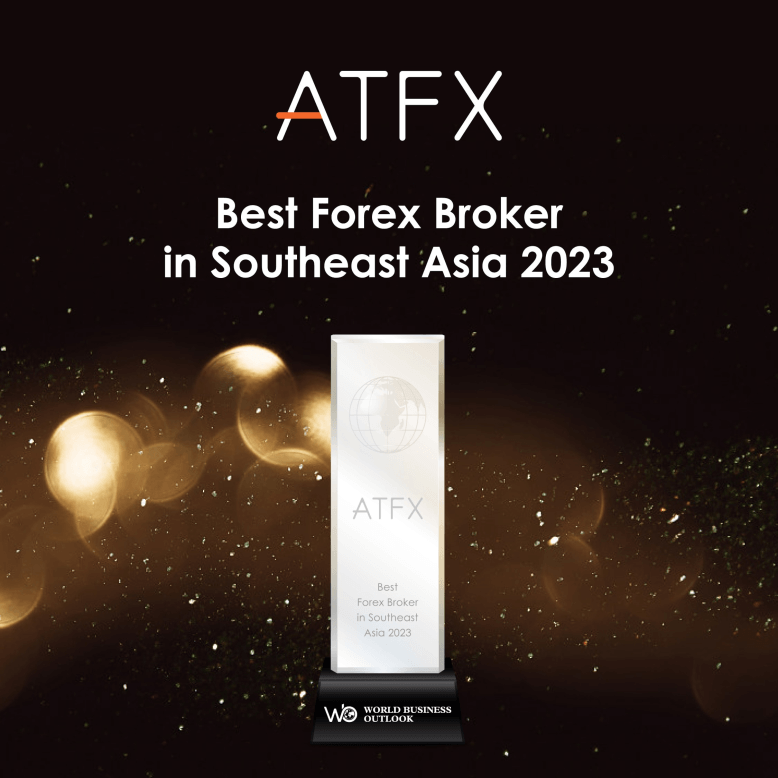 ATFX
Best Forex Broker
in Southeast Asia 2023
ATFX
Best
Forex Broker
in Southeast
Asia 2023
WO WORLD BUSINESS
OUTLOOK